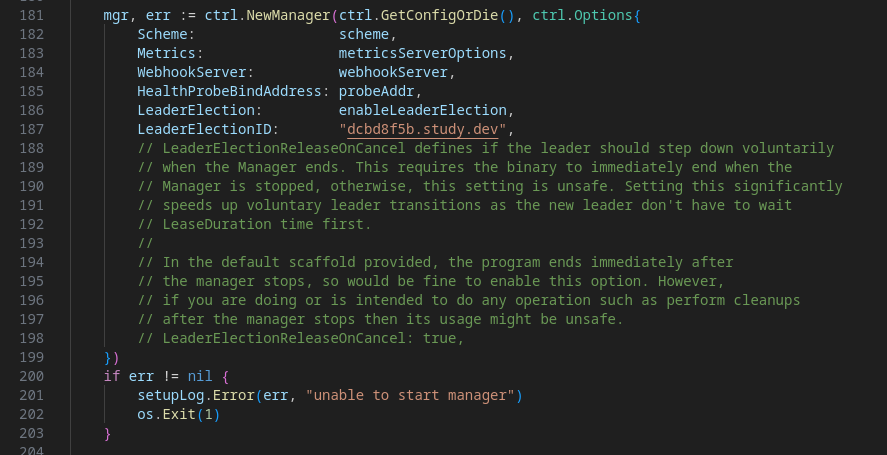 181 mgr, err := ctrl.NewManager(ctrl.GetConfigOrDie(), ctrl.Options{
182 Scheme: scheme,
183 Metrics: metricsServerOptions,
184 WebhookServer: webhookServer,
185 HealthProbeBindAddress: probeAddr,
186 LeaderElection: enableLeaderElection,
187 LeaderElectionID: "dcbd8f5b.study.dev",
188 // LeaderElectionReleaseOnCancel defines if the leader should step down voluntarily
189 // when the Manager ends. This requires the binary to immediately end when the
190 // Manager is stopped, otherwise, this setting is unsafe. Setting this significantly
191 // speeds up voluntary leader transitions as the new leader don't have to wait
192 // LeaseDuration time first.
193 //
194 // In the default scaffold provided, the program ends immediately after
195 // the manager stops, so would be fine to enable this option. However,
196 // if you are doing or is intended to do any operation such as perform cleanups
197 // after the manager stops then its usage might be unsafe.
198 // LeaderElectionReleaseOnCancel: true,
199 })
200 if err != nil {
201 setupLog.Error(err, "unable to start manager")
202 os.Exit(1)
203 }
204